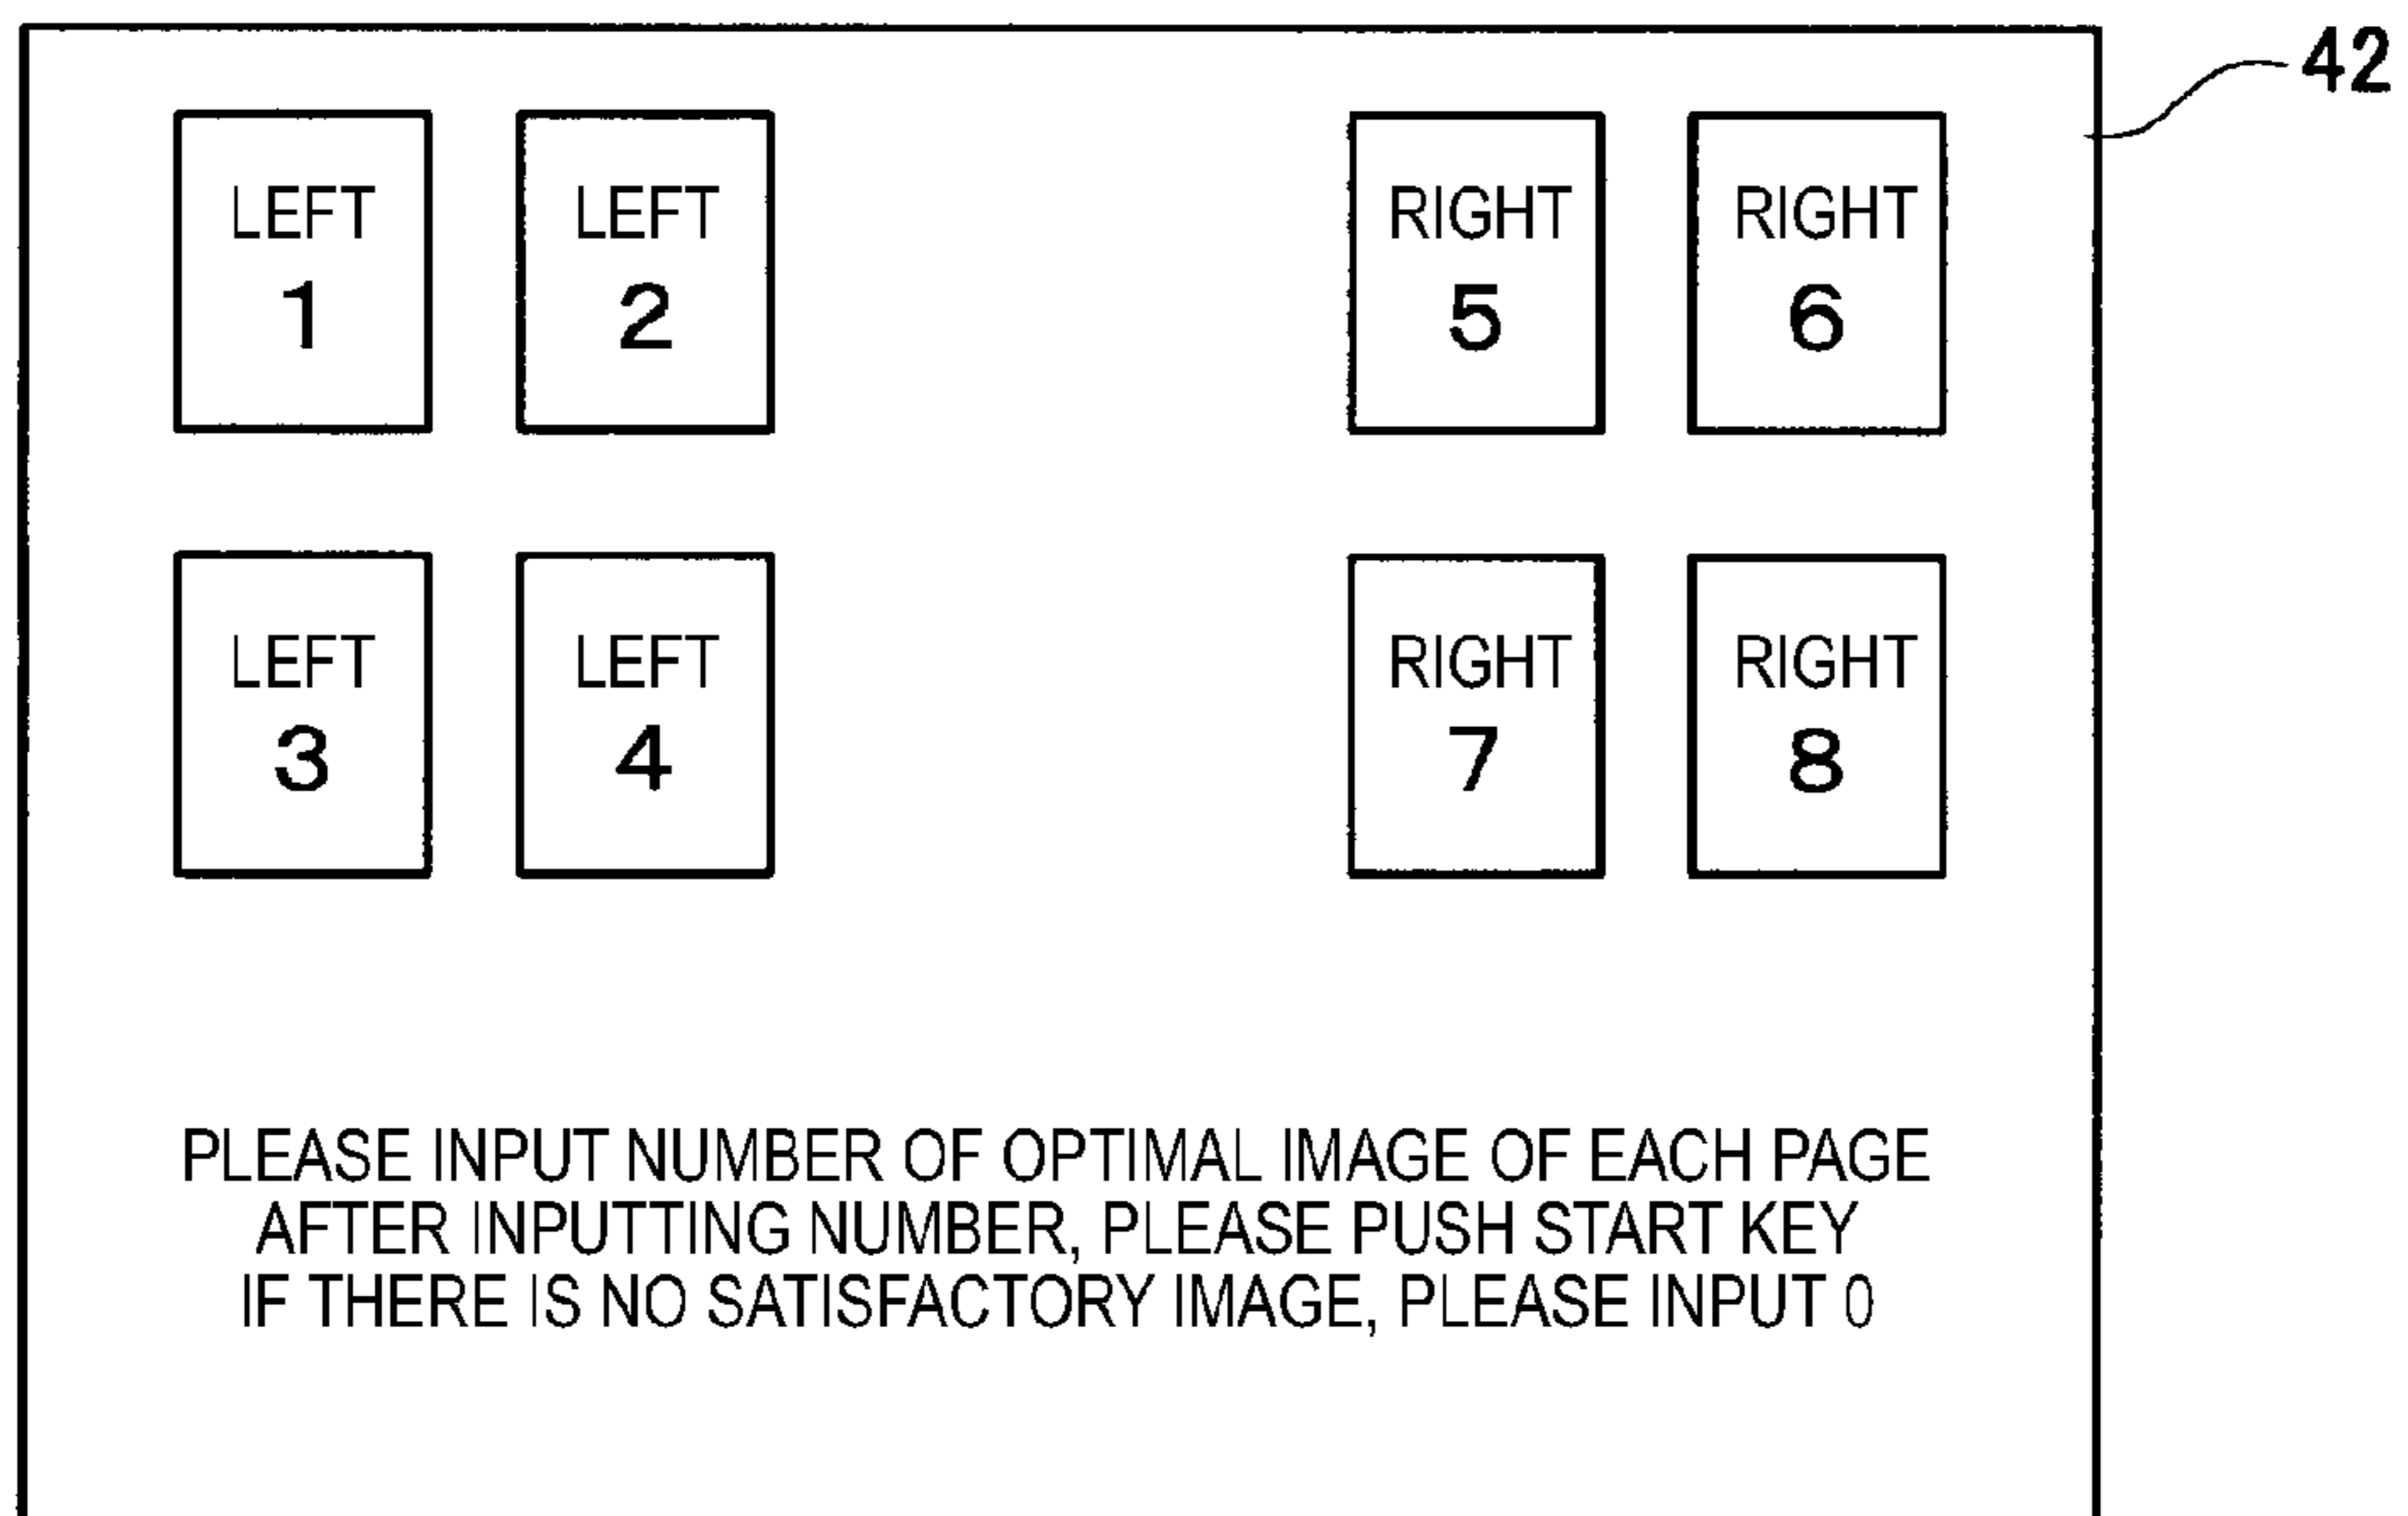 42
LEFT LEFT RIGHT RIGHT
1 2 5 6
LEFT LEFT RIGHT RIGHT
3 4 7 8
PLEASE INPUT NUMBER OF OPTIMAL IMAGE OF EACH PAGE
AFTER INPUTTING NUMBER, PLEASE PUSH START KEY
IF THERE IS NO SATISFACTORY IMAGE, PLEASE INPUT 0